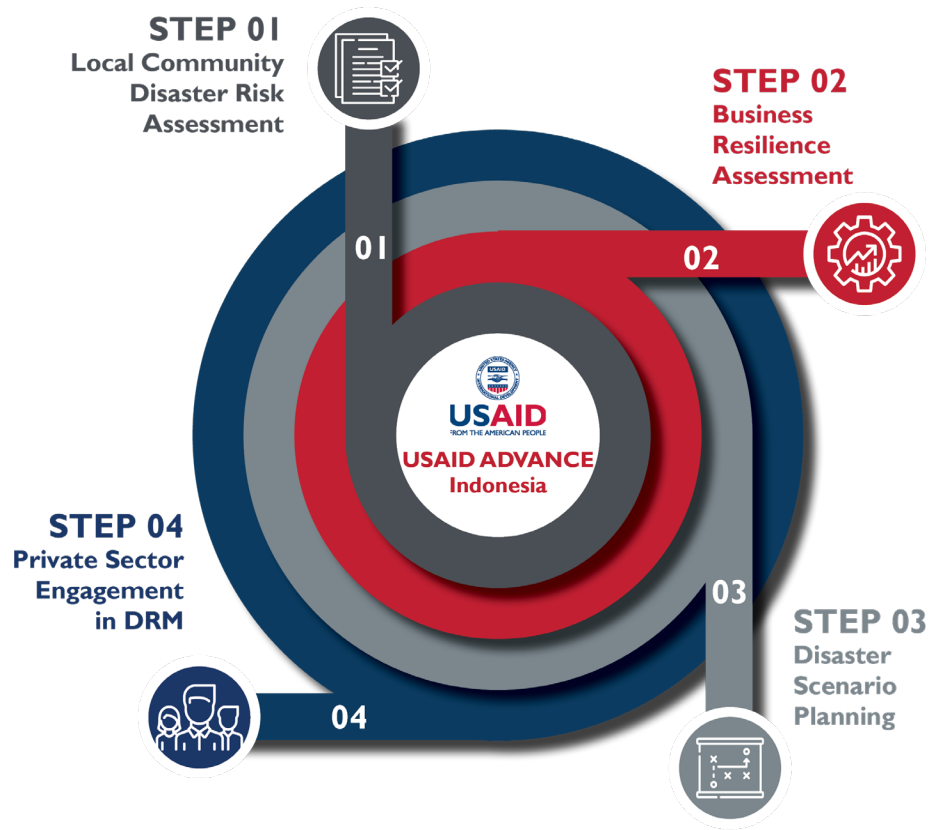 STEP 01
Local Community
Disaster Risk
Assessment
STEP 02
Business
Resilience
Assessment
01
02
USAID
USAID
FROM THE AMERICAN PEOPLE
USAID ADVANCE
Indonesia
STEP 04
Private Sector
Engagement
in DRM
03
STEP 03
Disaster
Scenario
Planning
04